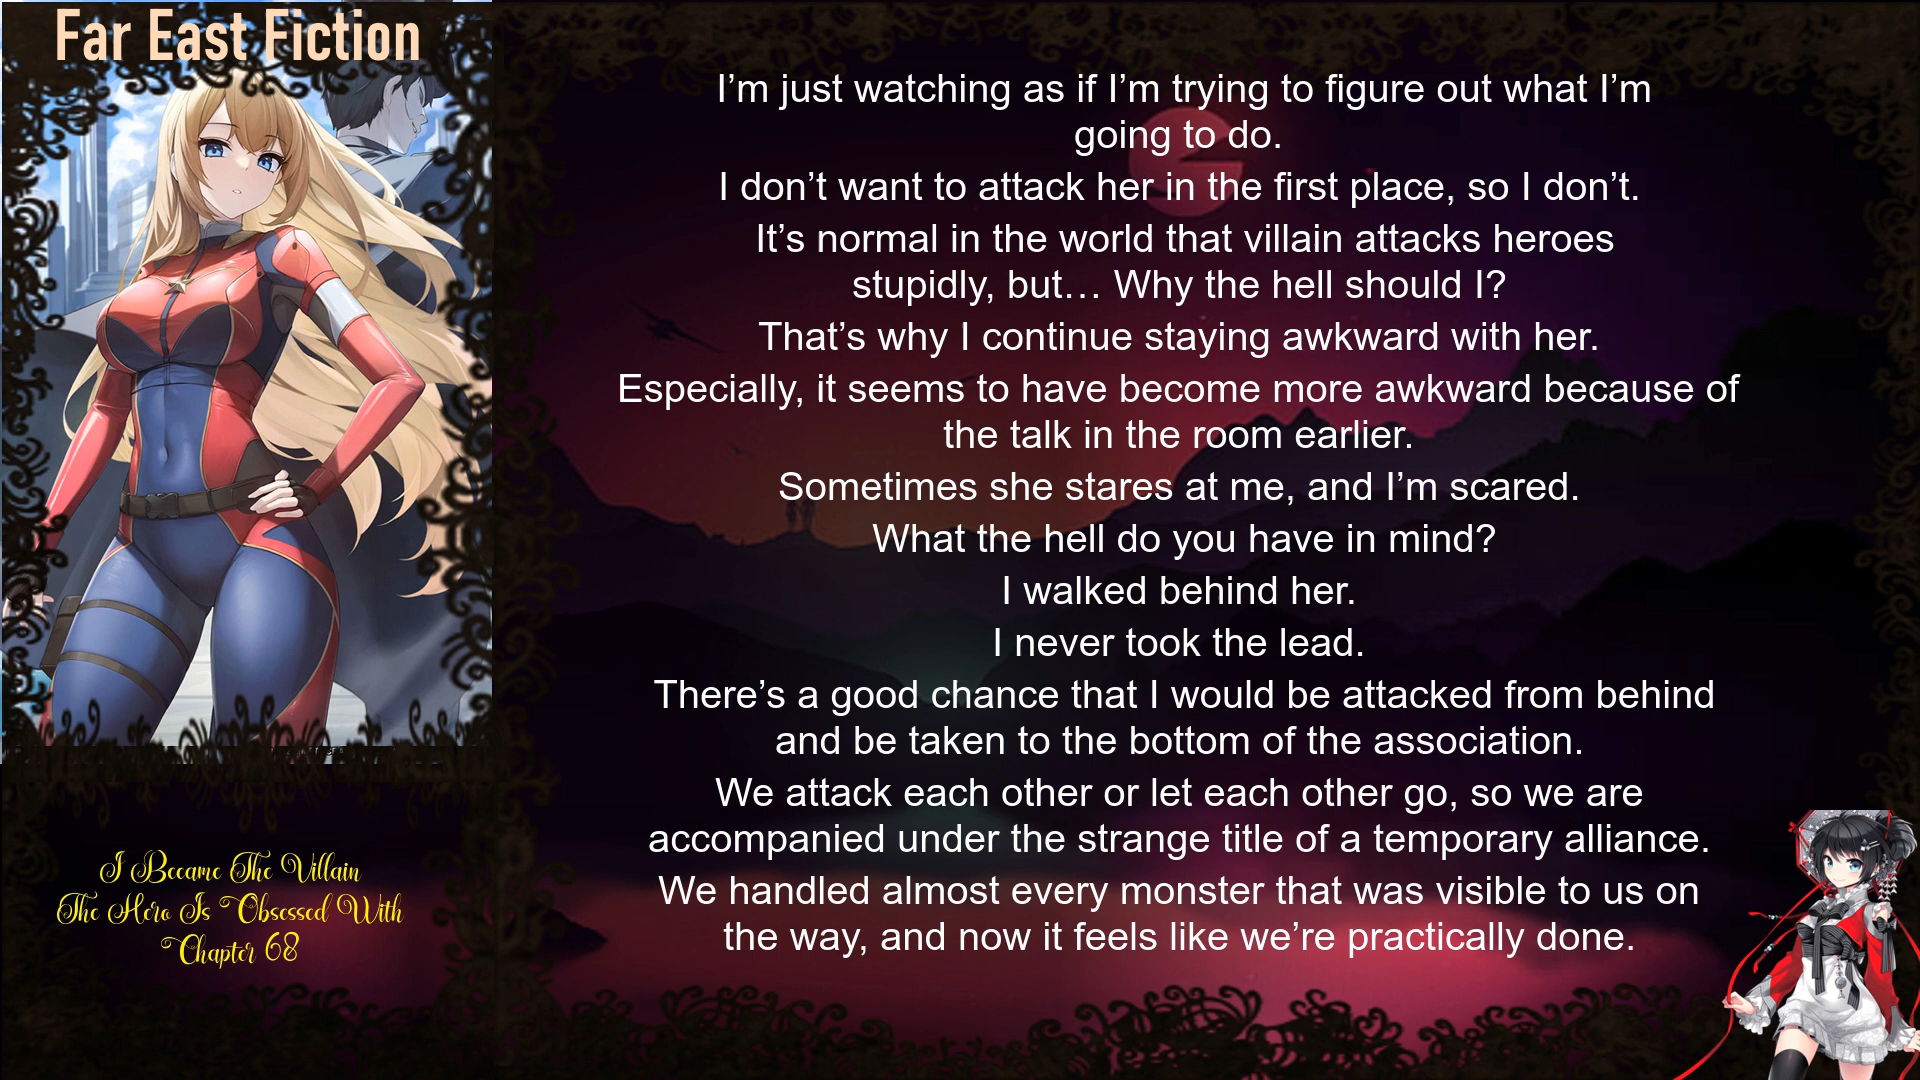 Far East Fiction
I’m just watching as if I’m trying to figure out what I’m
going to do.
I don’t want to attack her in the first place, so I don’t.
It’s normal in the world that villain attacks heroes
stupidly, but… Why the hell should I?
That’s why I continue staying awkward with her.
Especially, it seems to have become more awkward because of
the talk in the room earlier.
Sometimes she stares at me, and I’m scared.
What the hell do you have in mind?
I walked behind her.
I never took the lead.
There’s a good chance that I would be attacked from behind
and be taken to the bottom of the association.
We attack each other or let each other go, so we are
accompanied under the strange title of a temporary alliance.
We handled almost every monster that was visible to us on
the way, and now it feels like we’re practically done.
I Became The Villain
The Hero Is Obsessed With
Chapter 68